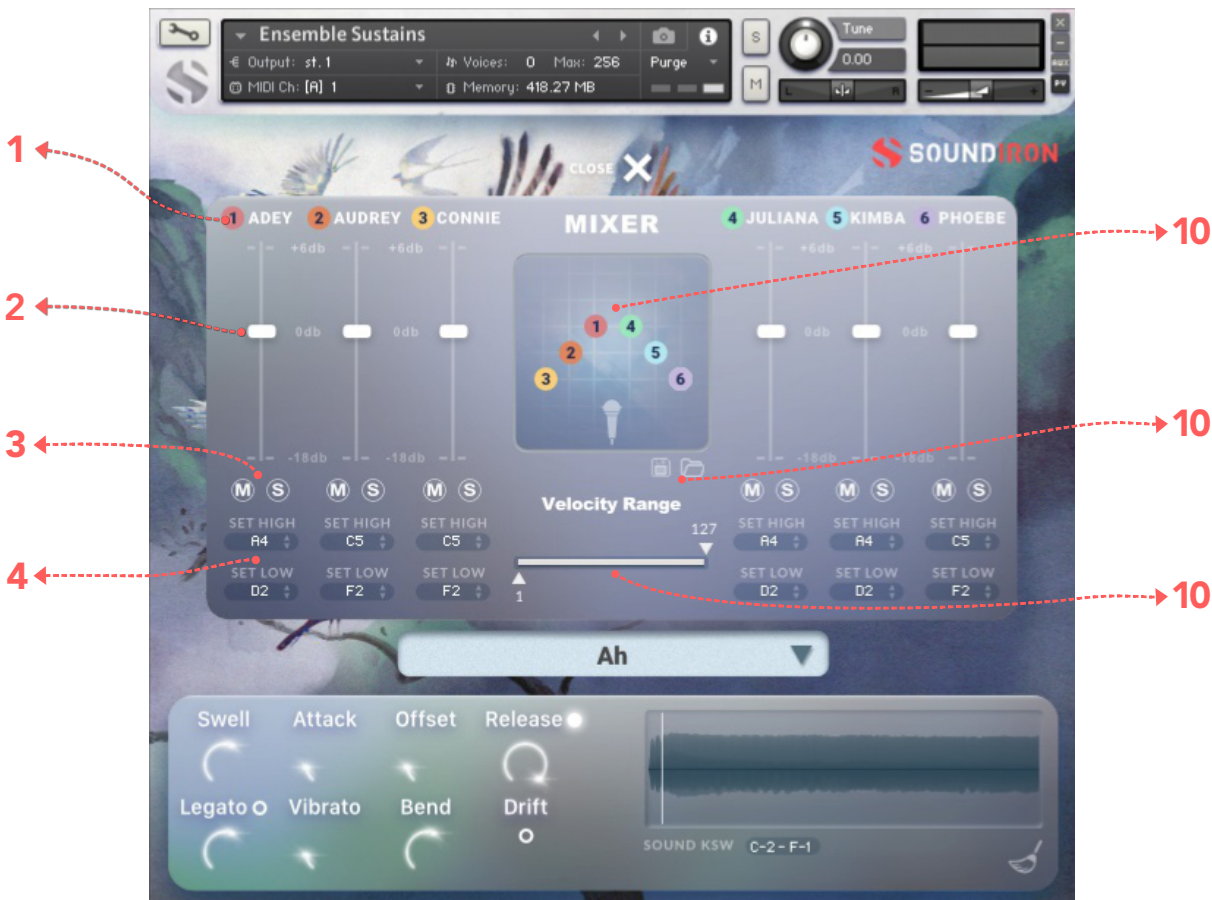 Ensemble Sustains
Output: st.1
Voices: 0 Max: 256
Purge
MIDI Ch: [A] 1
Memory: 418.27 MB
S
M
Tune
0.00
L R
- +
AUX
PV
SOUNDIRON
CLOSE
1 ADEY 2 AUDREY 3 CONNIE
MIXER
4 JULIANA 5 KIMBA 6 PHOEBE
+6db +6db +6db +6db
0db 0db 0db 0db
-18db -18db -18db -18db
1 4
2 5
3 6
M S M S M S
M S M S M S
Velocity Range
127
1
SET HIGH SET HIGH SET HIGH
A4 C5 C5
SET LOW SET LOW SET LOW
D2 F2 F2
SET HIGH SET HIGH SET HIGH
A4 A4 C5
SET LOW SET LOW SET LOW
D2 D2 F2
1
2
3
4
10
10
10
Ah
Swell Attack Offset Release
Legato Vibrato Bend Drift
SOUND KSW C-2 - F-1